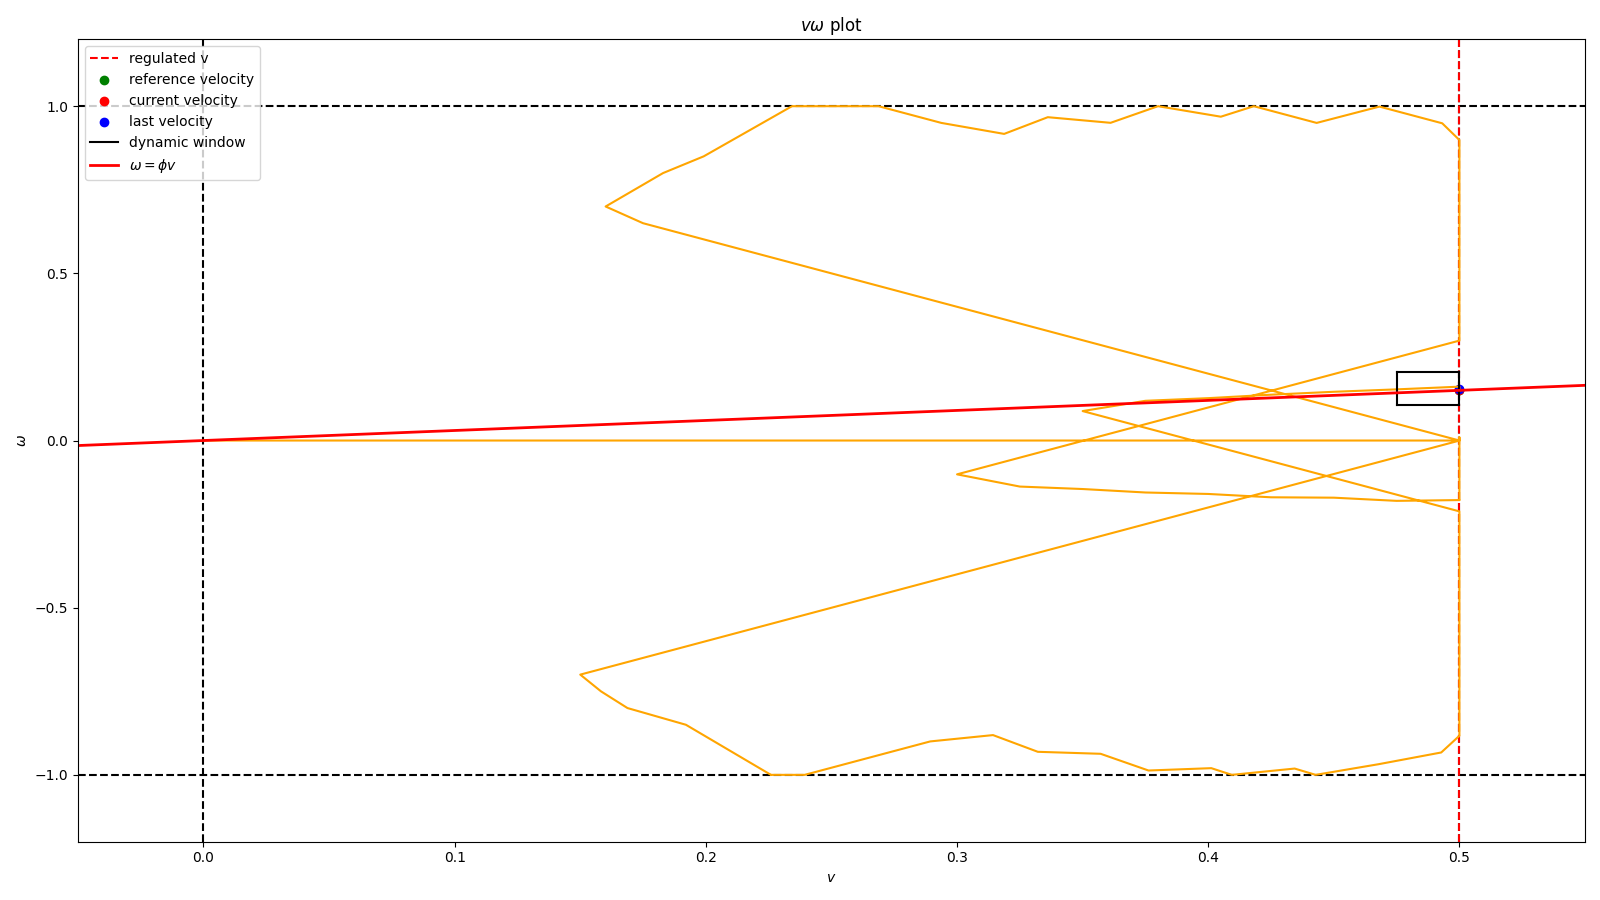 vω plot
regulated v
reference velocity
current velocity
last velocity
dynamic window
ω = ϕv
1.0
0.5
0.0
−0.5
−1.0
ω
0.0 0.1 0.2 0.3 0.4 0.5
v